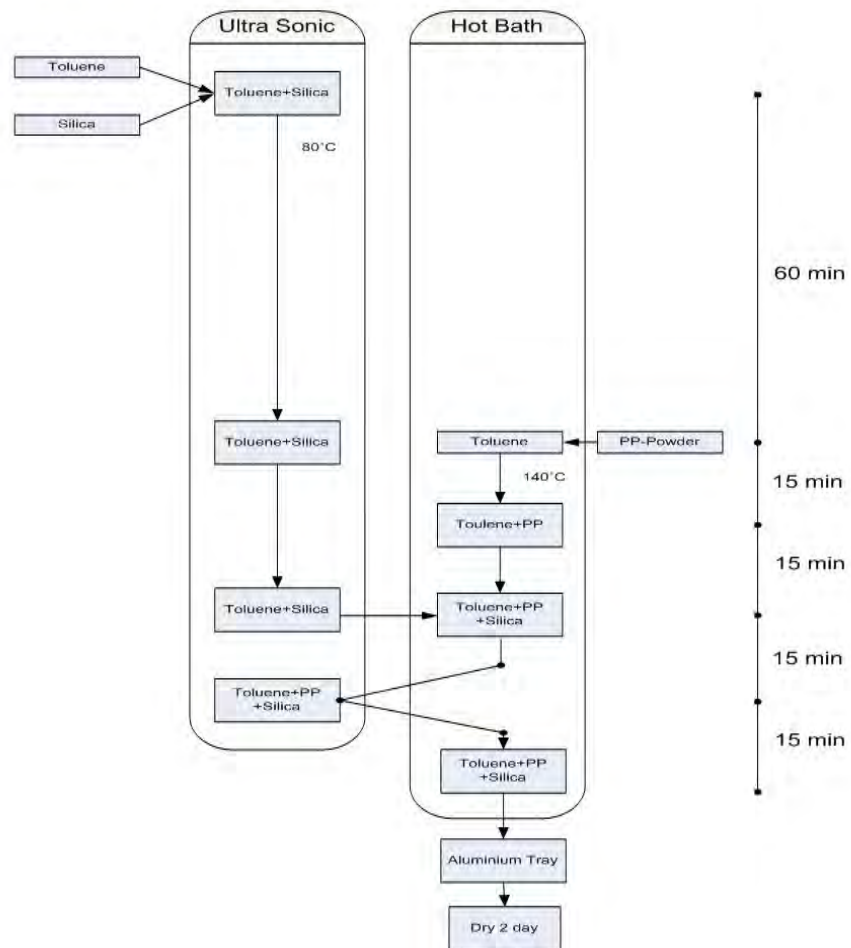 Ultra Sonic
Hot Bath
Toluene
Silica
Toluene+Silica
80°C
60 min
Toluene+Silica
Toluene
PP-Powder
140°C
15 min
Toulene+PP
15 min
Toluene+Silica
Toluene+PP
+Silica
15 min
Toluene+PP
+Silica
15 min
Toluene+PP
+Silica
Aluminium Tray
Dry 2 day